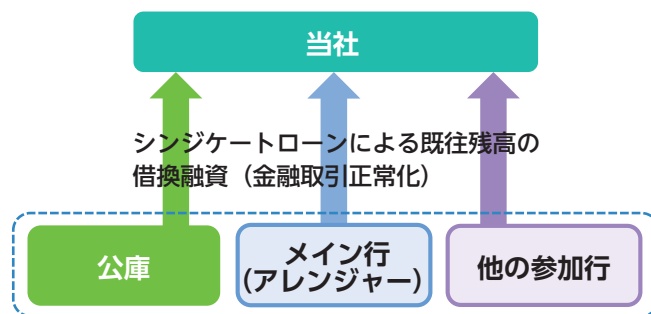 当社
シンジケートローンによる既往残高の
借換融資（金融取引正常化）
公庫
メイン行
(アレンジャー)
他の参加行